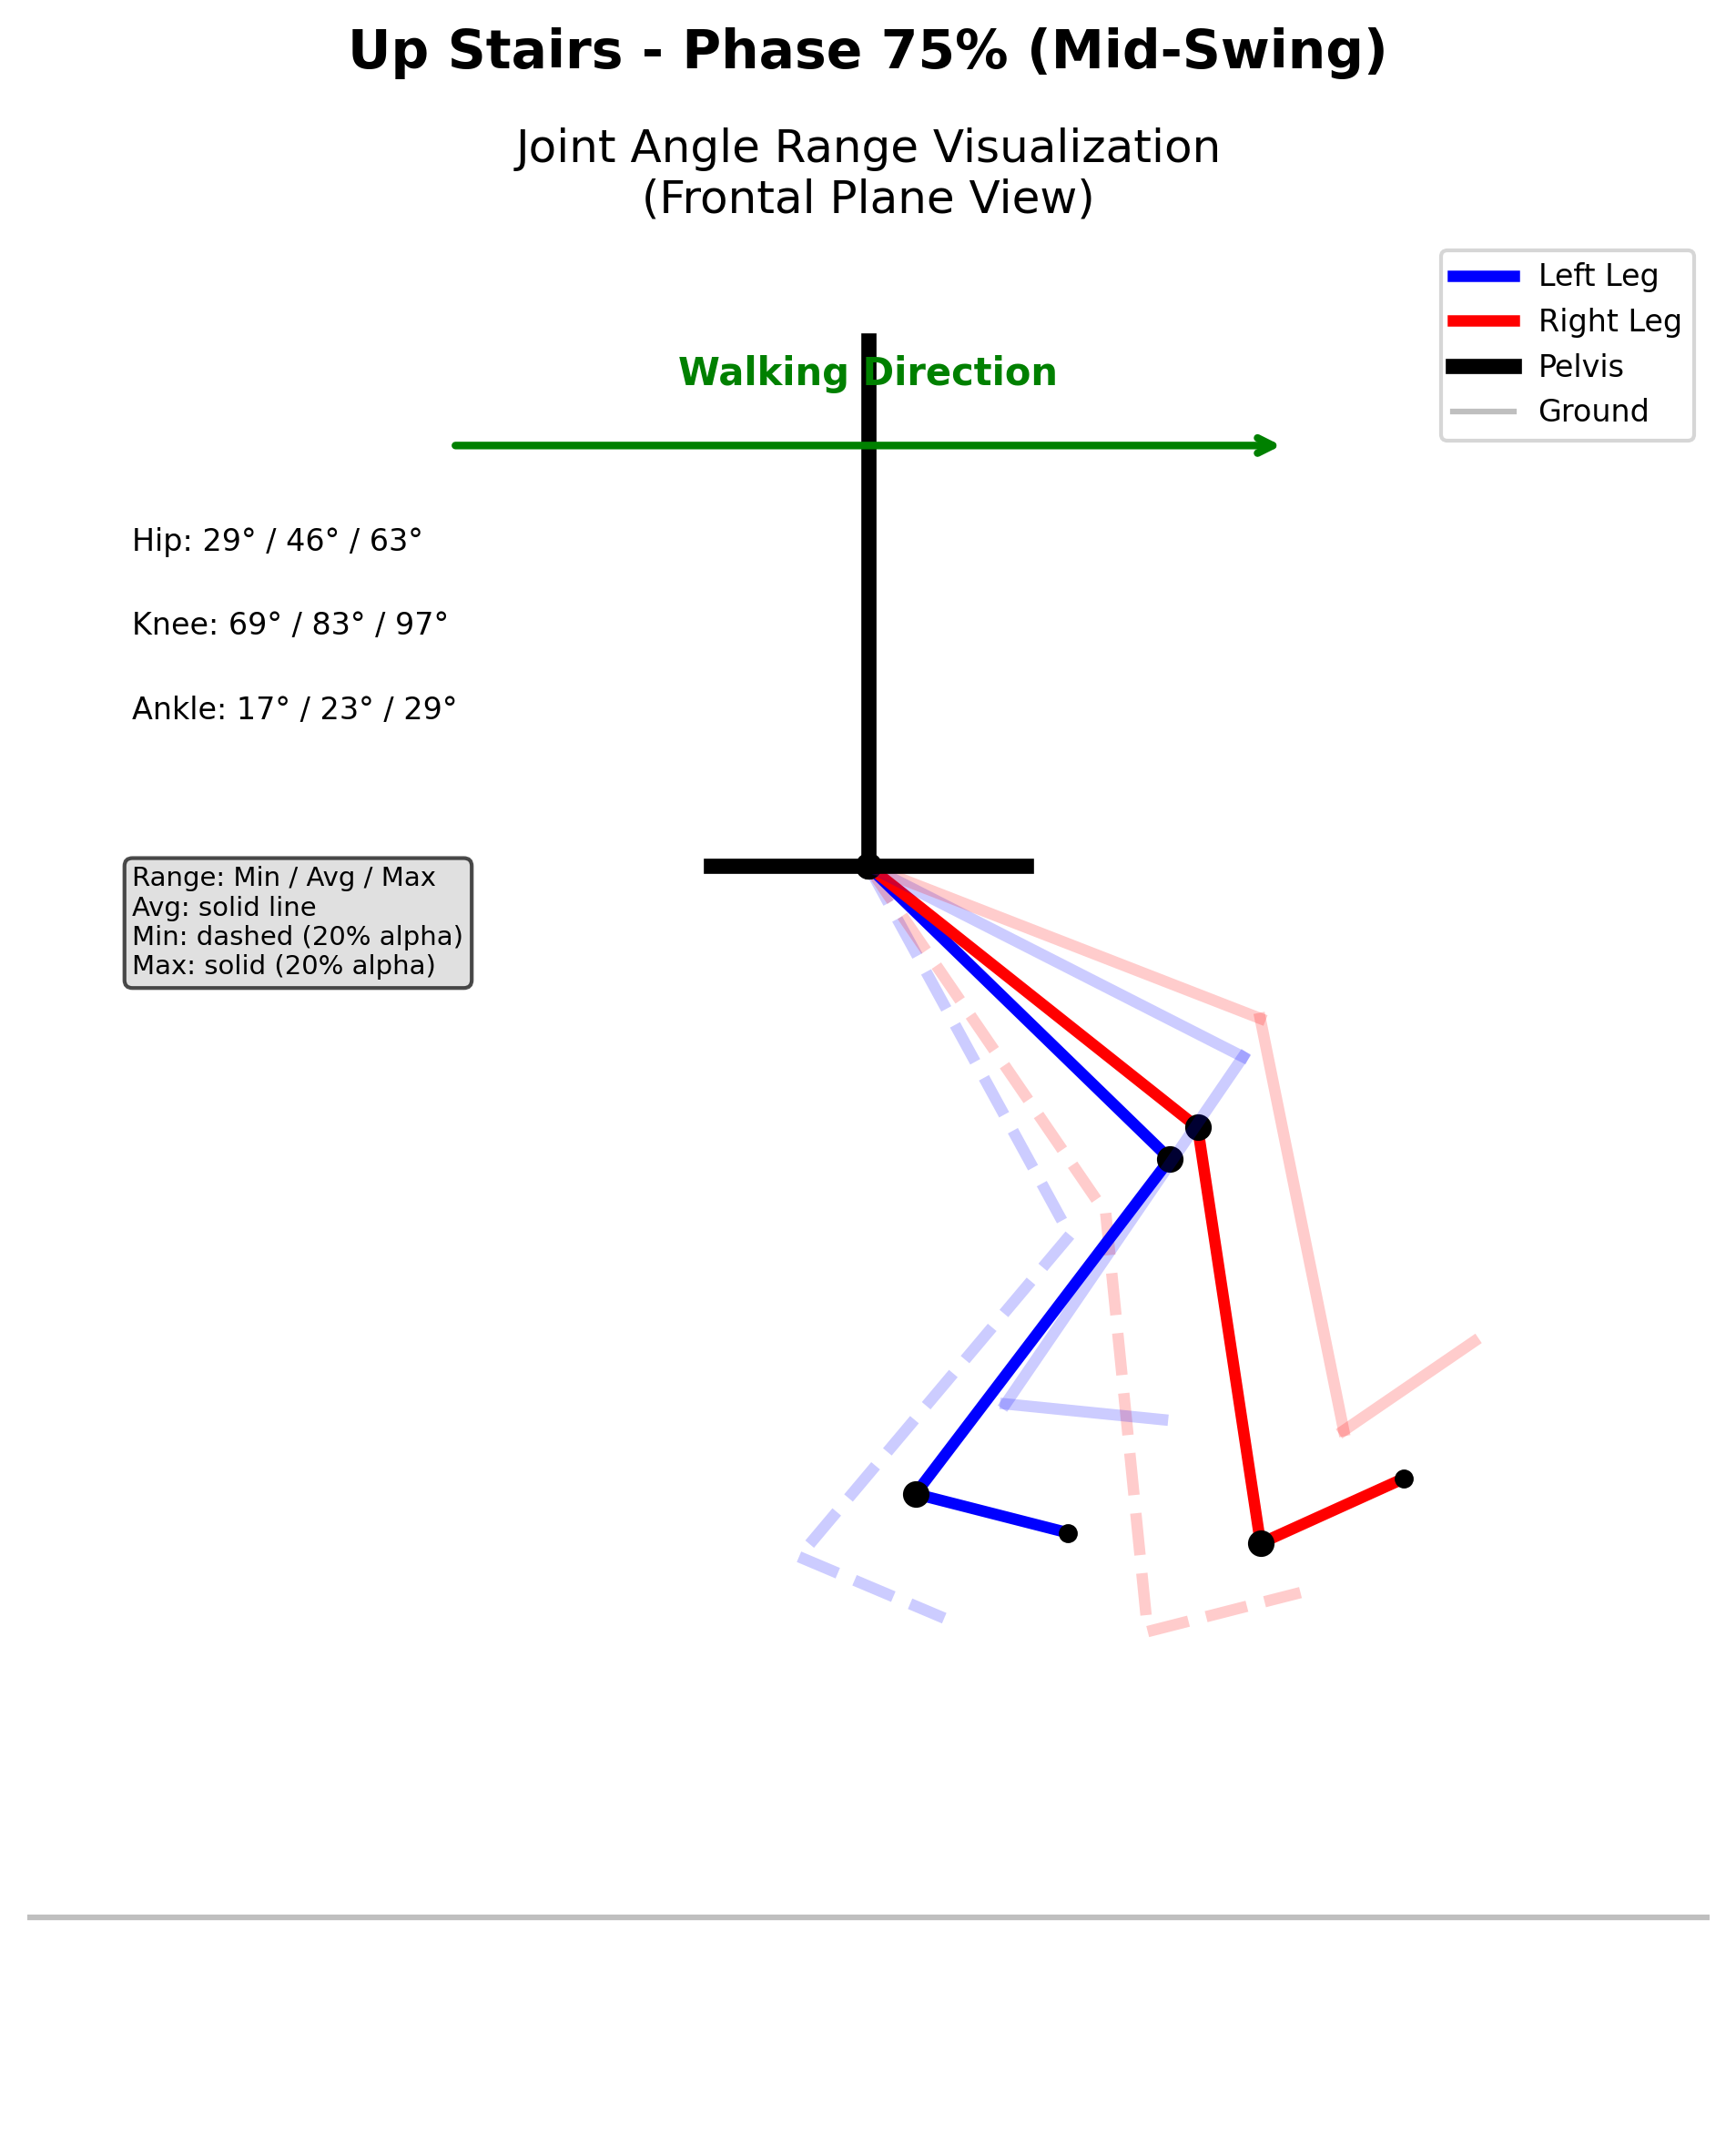 Up Stairs - Phase 75% (Mid-Swing)
Joint Angle Range Visualization
(Frontal Plane View)
Left Leg
Right Leg
Pelvis
Ground
Walking Direction
Hip: 29° / 46° / 63°
Knee: 69° / 83° / 97°
Ankle: 17° / 23° / 29°
Range: Min / Avg / Max
Avg: solid line
Min: dashed (20% alpha)
Max: solid (20% alpha)